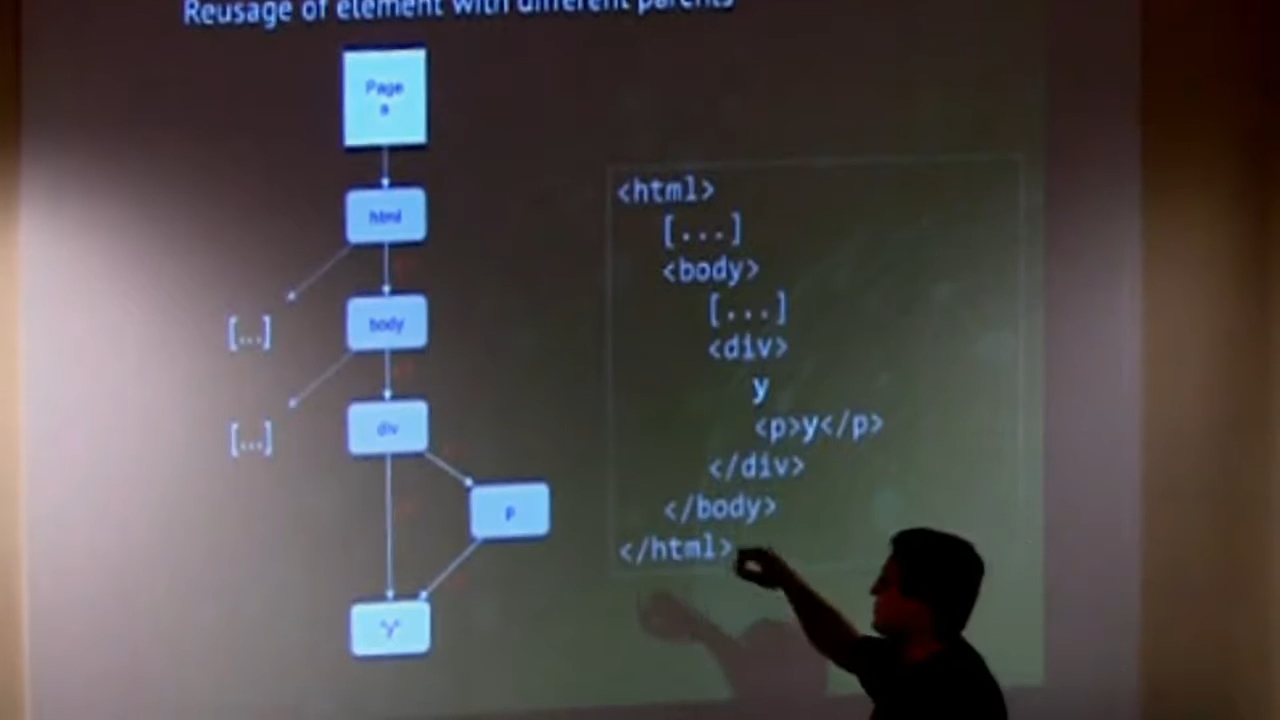 Reusage of element with different parents
Page
a
html
[...]
body
[...]
div
p
"y"
<html>
[...]
<body>
[...]
<div>
y
<p>y</p>
</div>
</body>
</html>